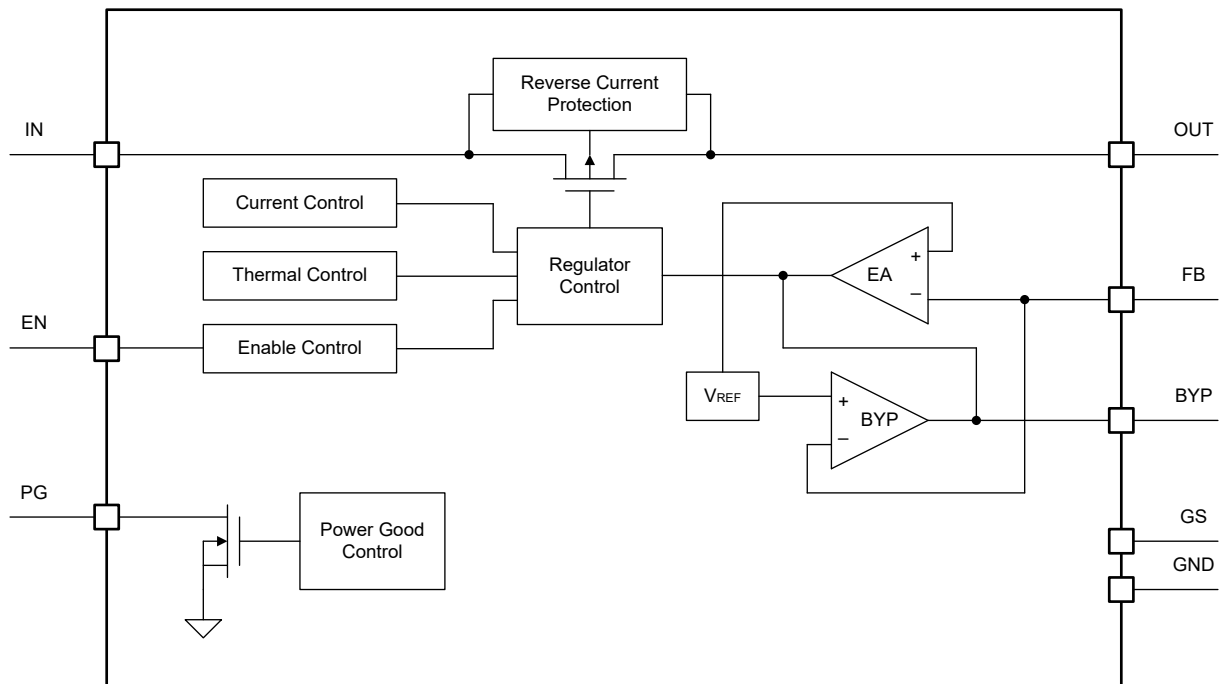 Reverse Current
Protection
IN
OUT
Current Control
Thermal Control
Regulator
Control
+
EA
−
FB
EN
Enable Control
VREF
+
BYP
−
BYP
PG
Power Good
Control
GS
GND